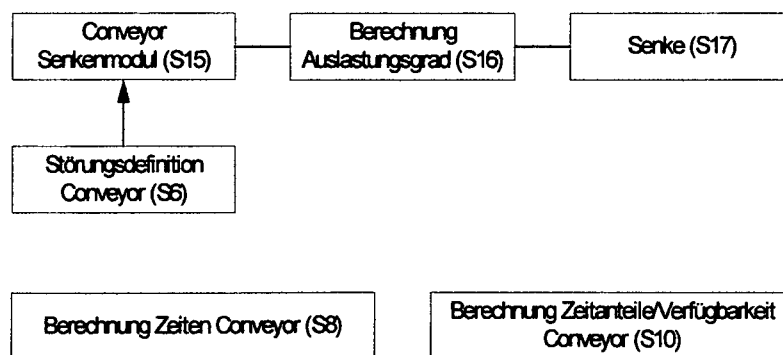 Conveyor
Senkenmodul (S15)
Berechnung
Auslastungsgrad (S16)
Senke (S17)
Störungsdefinition
Conveyor (S6)
Berechnung Zeiten Conveyor (S8)
Berechnung Zeitanteile/Verfügbarkeit
Conveyor (S10)